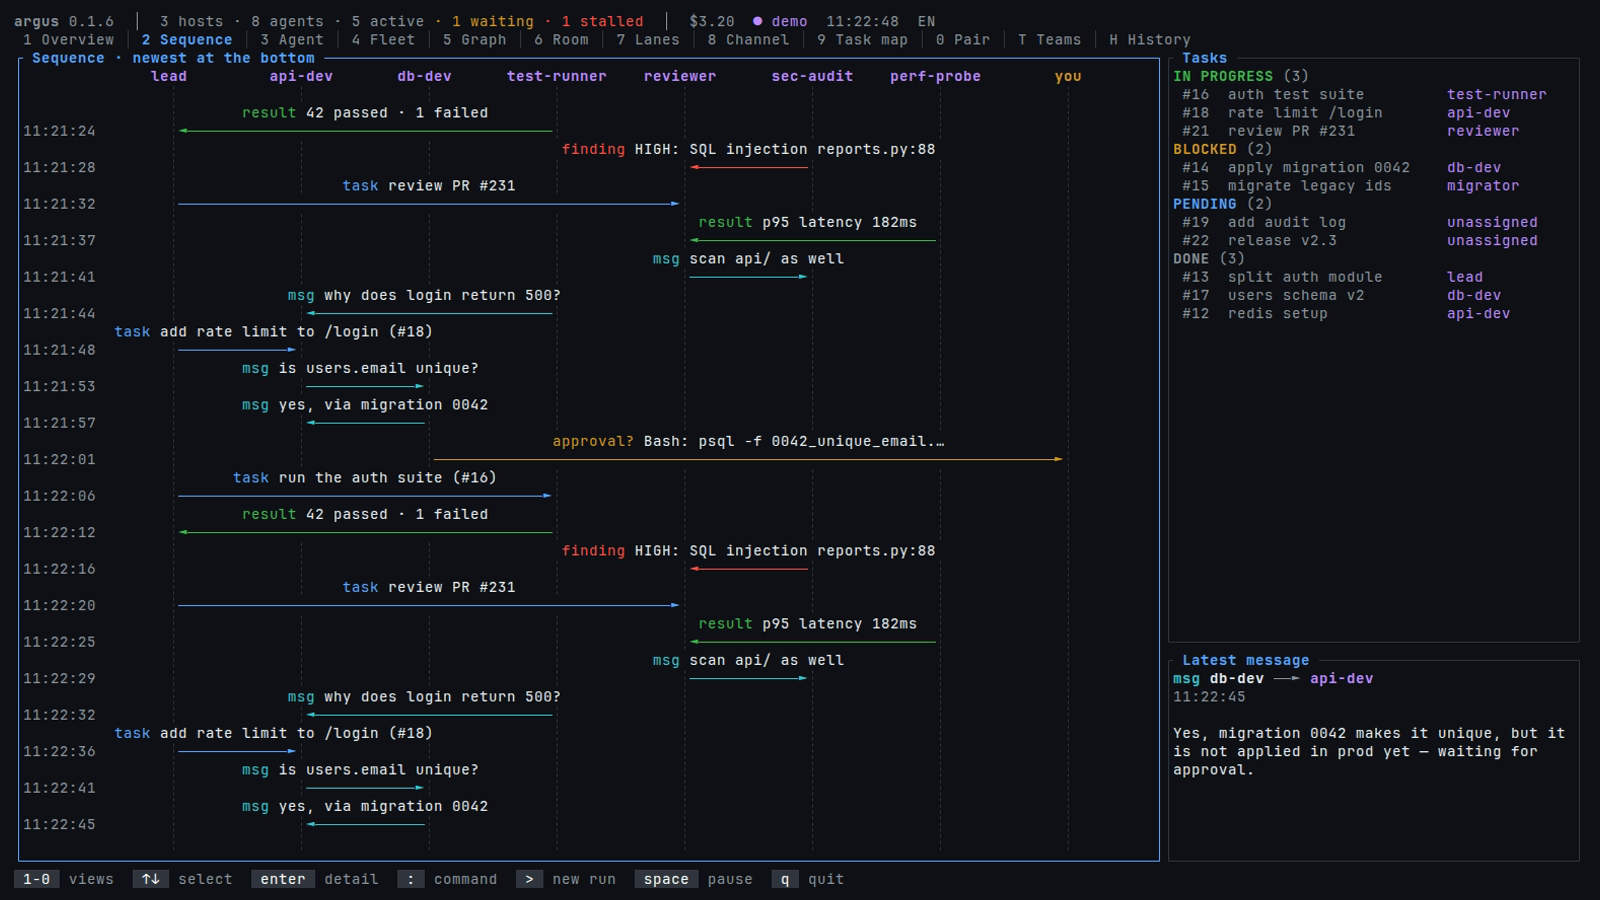 argus 0.1.6 │ 3 hosts · 8 agents · 5 active · 1 waiting · 1 stalled │ $3.20 ● demo 11:22:48 EN
1 Overview │ 2 Sequence │ 3 Agent │ 4 Fleet │ 5 Graph │ 6 Room │ 7 Lanes │ 8 Channel │ 9 Task map │ 0 Pair │ T Teams │ H History
Sequence · newest at the bottom
lead api-dev db-dev test-runner reviewer sec-audit perf-probe you
result 42 passed · 1 failed
11:21:24
finding HIGH: SQL injection reports.py:88
11:21:28
task review PR #231
11:21:32
result p95 latency 182ms
11:21:37
msg scan api/ as well
11:21:41
msg why does login return 500?
11:21:44
task add rate limit to /login (#18)
11:21:48
msg is users.email unique?
11:21:53
msg yes, via migration 0042
11:21:57
approval? Bash: psql -f 0042_unique_email.…
11:22:01
task run the auth suite (#16)
11:22:06
result 42 passed · 1 failed
11:22:12
finding HIGH: SQL injection reports.py:88
11:22:16
task review PR #231
11:22:20
result p95 latency 182ms
11:22:25
msg scan api/ as well
11:22:29
msg why does login return 500?
11:22:32
task add rate limit to /login (#18)
11:22:36
msg is users.email unique?
11:22:41
msg yes, via migration 0042
11:22:45
Tasks
IN PROGRESS (3)
#16 auth test suite test-runner
#18 rate limit /login api-dev
#21 review PR #231 reviewer
BLOCKED (2)
#14 apply migration 0042 db-dev
#15 migrate legacy ids migrator
PENDING (2)
#19 add audit log unassigned
#22 release v2.3 unassigned
DONE (3)
#13 split auth module lead
#17 users schema v2 db-dev
#12 redis setup api-dev
Latest message
msg db-dev ──► api-dev
11:22:45
Yes, migration 0042 makes it unique, but it
is not applied in prod yet — waiting for
approval.
1-0 views ↑↓ select enter detail : command > new run space pause q quit